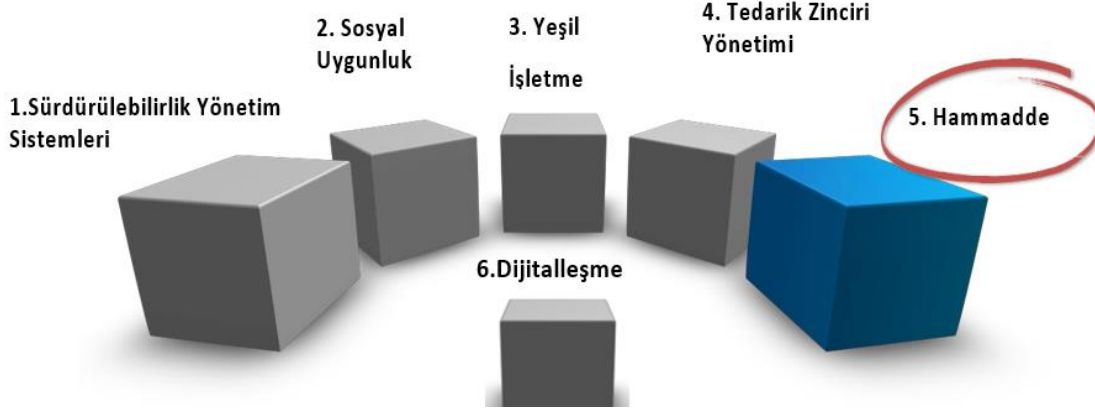 1.Sürdürülebilirlik Yönetim
Sistemleri
2. Sosyal
Uygunluk
3. Yeşil
İşletme
4. Tedarik Zinciri
Yönetimi
5. Hammadde
6.Dijitalleşme